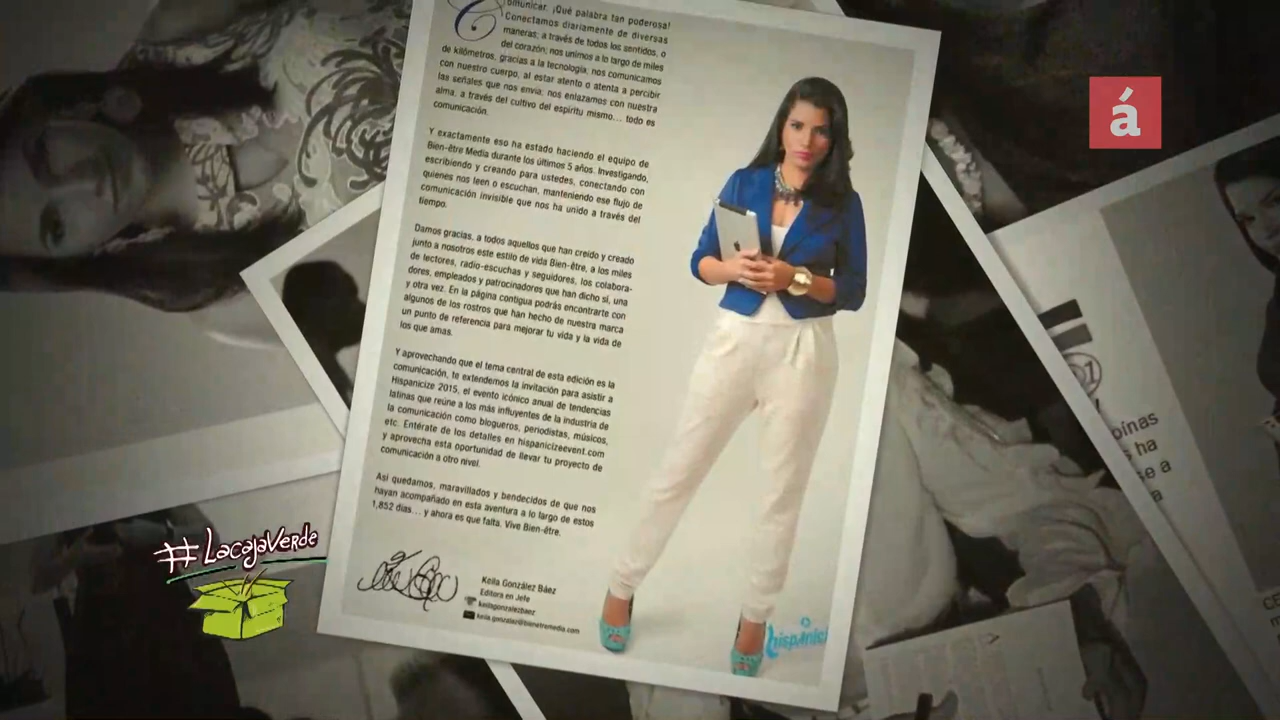 Comunicar. ¡Qué palabra tan poderosa!
Conectamos diariamente de diversas
maneras; a través de todos los sentidos, o
del corazón; nos unimos a lo largo de miles
de kilómetros, gracias a la tecnología; nos comunicamos
con nuestro cuerpo, al estar atento o atenta a percibir
las señales que nos envía; nos enlazamos con nuestra
alma, a través del cultivo del espíritu mismo... todo es
comunicación.
Y exactamente eso ha estado haciendo el equipo de
Bien-être Media durante los últimos 5 años. Investigando,
escribiendo y creando para ustedes, conectando con
quienes nos leen o escuchan, manteniendo ese flujo de
comunicación invisible que nos ha unido a través del
tiempo.
Damos gracias, a todos aquellos que han creído y creado
junto a nosotros este estilo de vida Bien-être, a los miles
de lectores, radio-escuchas y seguidores, los colabora-
dores, empleados y patrocinadores que han dicho sí, una
y otra vez. En la página contigua podrás encontrarte con
algunos de los rostros que han hecho de nuestra marca
un punto de referencia para mejorar tu vida y la vida de
los que amas.
Y aprovechando que el tema central de esta edición es la
comunicación, te extendemos la invitación para asistir a
Hispanicize 2015, el evento icónico anual de tendencias
latinas que reúne a los más influyentes de la industria de
la comunicación como blogueros, periodistas, músicos,
etc. Entérate de los detalles en hispanicizeevent.com
y aprovecha esta oportunidad de llevar tu proyecto de
comunicación a otro nivel.
Así quedamos, maravillados y bendecidos de que nos
hayan acompañado en esta aventura a lo largo de estos
1,852 días... y ahora es que falta. Vive Bien-être.
Keila González Báez
Editora en Jefe
keilagonzalezbaez
keila.gonzalez@bienetremedia.com
hispanici
á
#LacajaVerde
oinas
s ha
se a
a